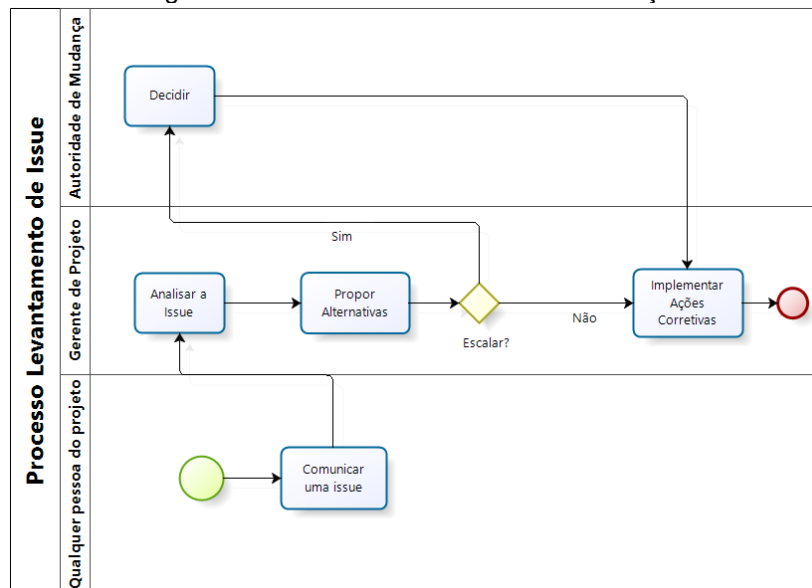 Processo Levantamento de Issue
Autoridade de Mudança
Decidir
Gerente de Projeto
Sim
Analisar a
Issue
Propor
Alternativas
Escalar?
Não
Implementar
Ações
Corretivas
Qualquer pessoa do projeto
Comunicar
uma issue